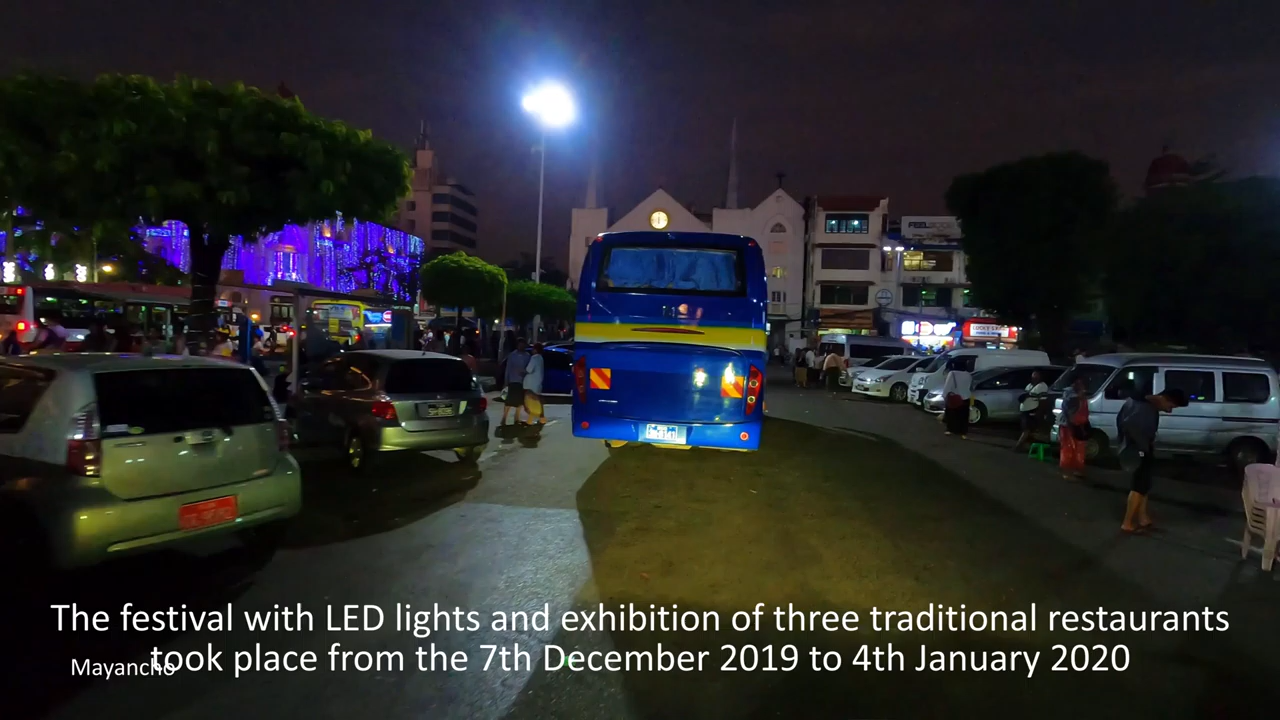 The festival with LED lights and exhibition of three traditional restaurants
took place from the 7th December 2019 to 4th January 2020
Mayancho